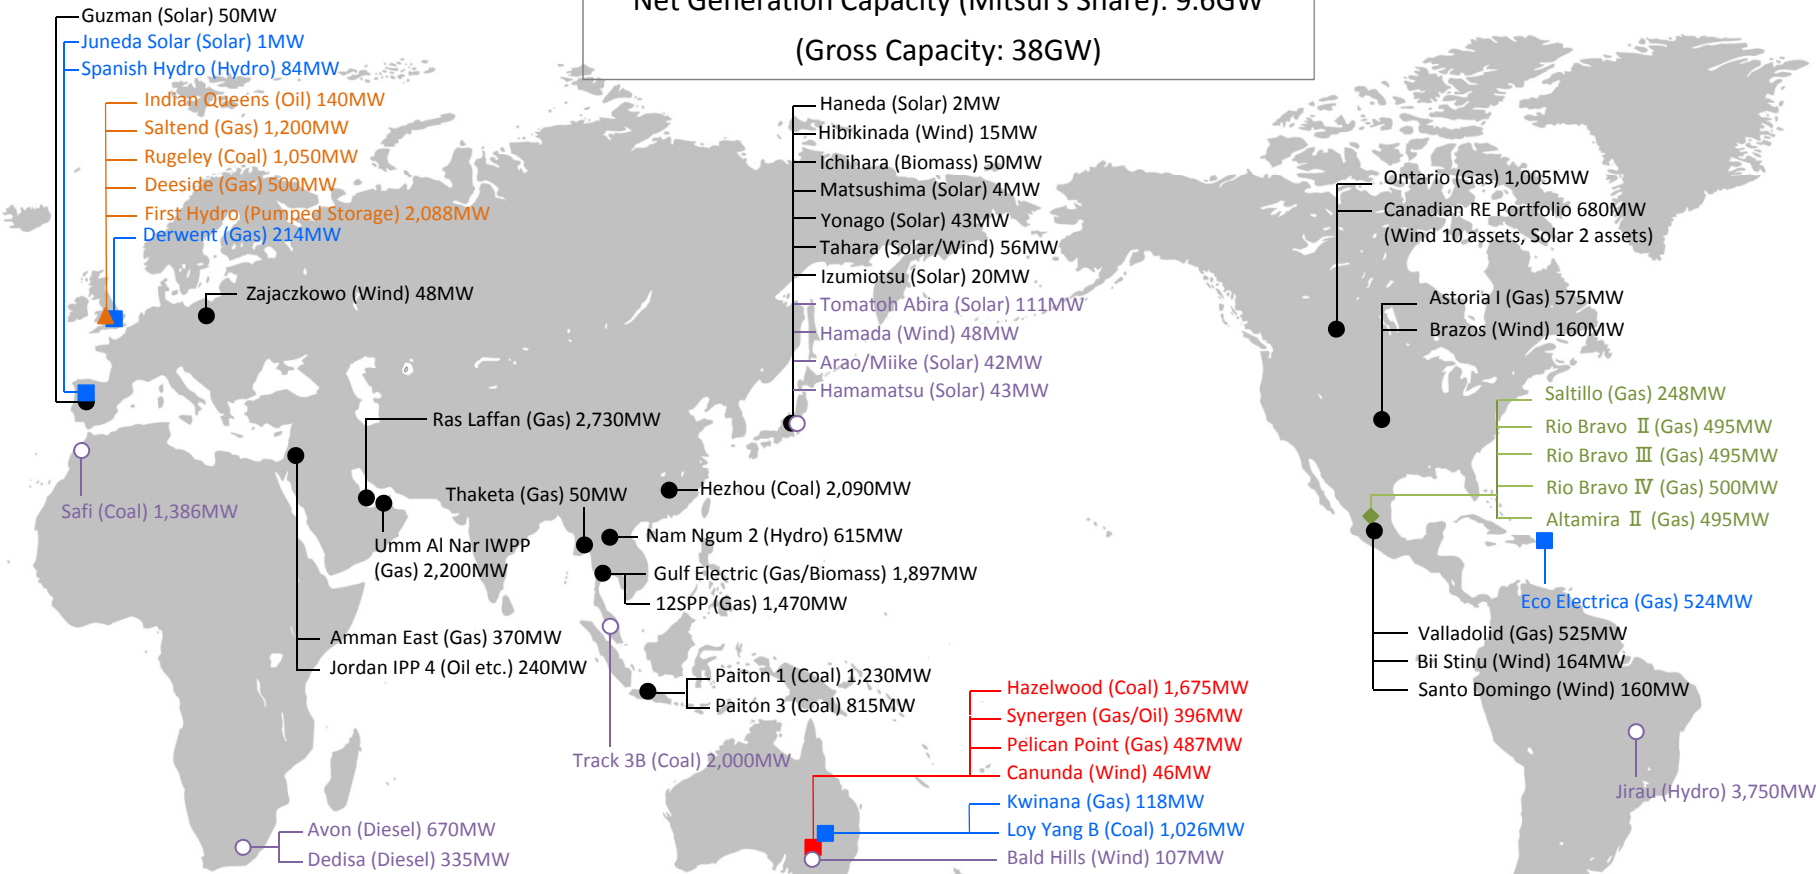 Net Generation Capacity (Mitsui's Share): 9.6GW
(Gross Capacity: 38GW)
Guzman (Solar) 50MW
Juneda Solar (Solar) 1MW
Spanish Hydro (Hydro) 84MW
Indian Queens (Oil) 140MW
Saltend (Gas) 1,200MW
Rugeley (Coal) 1,050MW
Deeside (Gas) 500MW
First Hydro (Pumped Storage) 2,088MW
Derwent (Gas) 214MW
Zajaczkowo (Wind) 48MW
Haneda (Solar) 2MW
Hibikinada (Wind) 15MW
Ichihara (Biomass) 50MW
Matsushima (Solar) 4MW
Yonago (Solar) 43MW
Tahara (Solar/Wind) 56MW
Izumiotsu (Solar) 20MW
Tomatoh Abira (Solar) 111MW
Hamada (Wind) 48MW
Arao/Miike (Solar) 42MW
Hamamatsu (Solar) 43MW
Ontario (Gas) 1,005MW
Canadian RE Portfolio 680MW
(Wind 10 assets, Solar 2 assets)
Astoria I (Gas) 575MW
Brazos (Wind) 160MW
Saltillo (Gas) 248MW
Rio Bravo Ⅱ (Gas) 495MW
Rio Bravo Ⅲ (Gas) 495MW
Rio Bravo Ⅳ (Gas) 500MW
Altamira Ⅱ (Gas) 495MW
Eco Electrica (Gas) 524MW
Valladolid (Gas) 525MW
Bii Stinu (Wind) 164MW
Santo Domingo (Wind) 160MW
Jirau (Hydro) 3,750MW
Safi (Coal) 1,386MW
Ras Laffan (Gas) 2,730MW
Umm Al Nar IWPP
(Gas) 2,200MW
Thaketa (Gas) 50MW
Hezhou (Coal) 2,090MW
Nam Ngum 2 (Hydro) 615MW
Gulf Electric (Gas/Biomass) 1,897MW
12SPP (Gas) 1,470MW
Amman East (Gas) 370MW
Jordan IPP 4 (Oil etc.) 240MW
Paiton 1 (Coal) 1,230MW
Paiton 3 (Coal) 815MW
Track 3B (Coal) 2,000MW
Hazelwood (Coal) 1,675MW
Synergen (Gas/Oil) 396MW
Pelican Point (Gas) 487MW
Canunda (Wind) 46MW
Kwinana (Gas) 118MW
Loy Yang B (Coal) 1,026MW
Bald Hills (Wind) 107MW
Avon (Diesel) 670MW
Dedisa (Diesel) 335MW